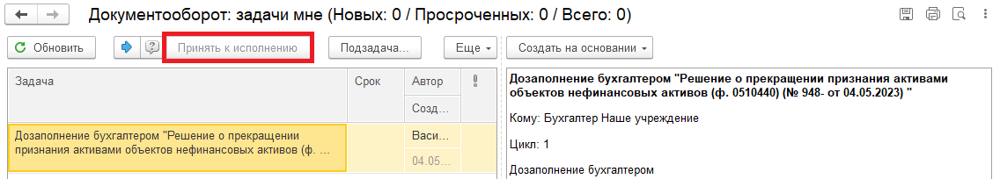 Документооборот: задачи мне (Новых: 0 / Просроченных: 0 / Всего: 0)
Обновить
Принять к исполнению
Подзадача...
Еще
Создать на основании
Задача
Срок
Автор
Созд...
Дозаполнение бухгалтером "Решение о прекращении
признания активами объектов нефинансовых активов (ф. ...
Васи...
04.05...
Дозаполнение бухгалтером "Решение о прекращении признания активами
объектов нефинансовых активов (ф. 0510440) (№ 948- от 04.05.2023) "
Кому: Бухгалтер Наше учреждение
Цикл: 1
Дозаполнение бухгалтером